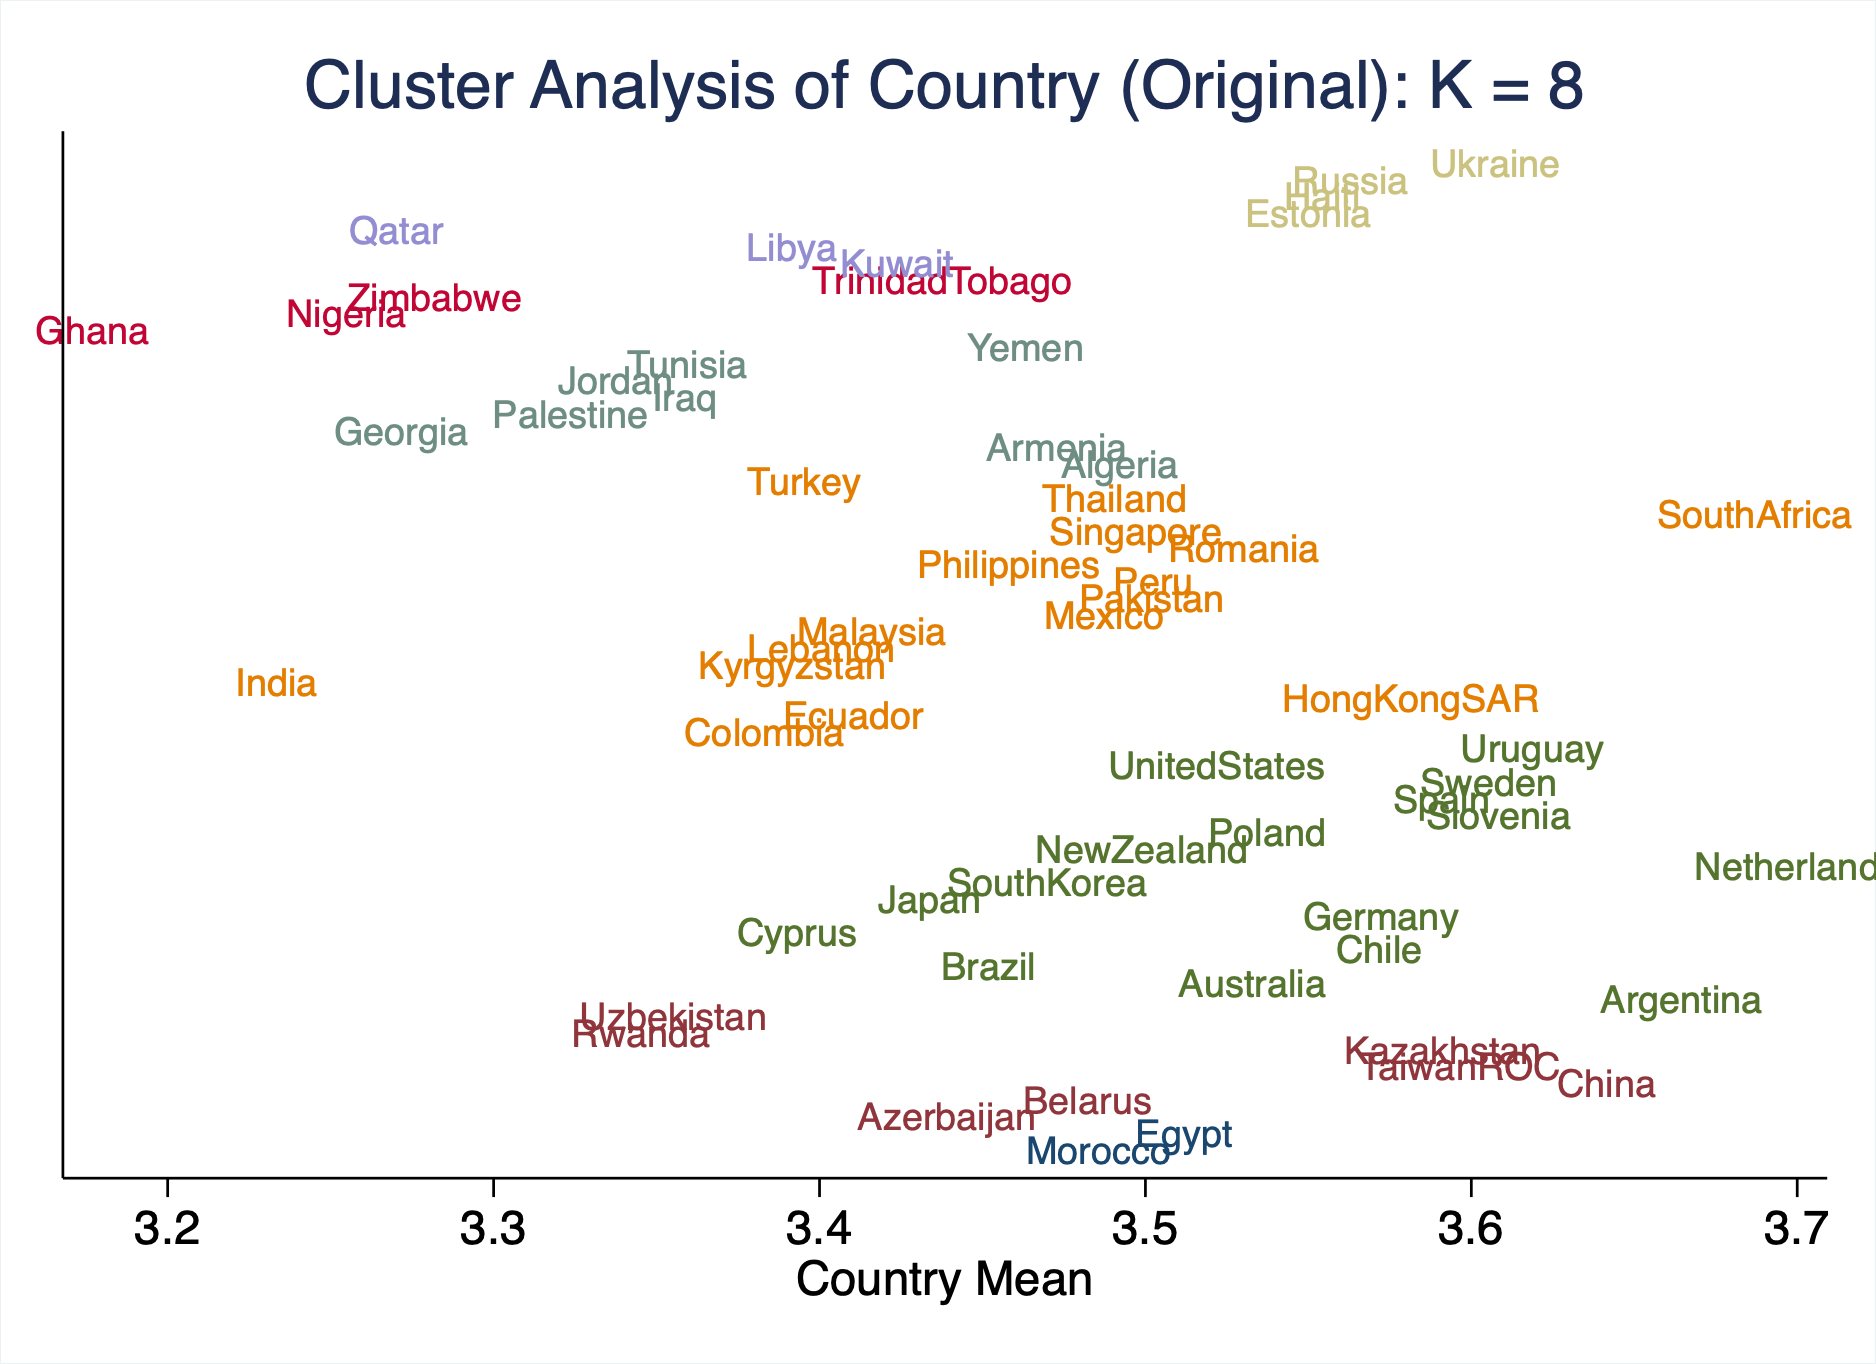 Cluster Analysis of Country (Original): K = 8
Ukraine
Russia
Haiti
Estonia
Qatar
Libya
Kuwait
TrinidadTobago
Zimbabwe
Nigeria
Ghana
Yemen
Tunisia
Jordan
Iraq
Palestine
Georgia
Armenia
Algeria
Turkey
Thailand
SouthAfrica
Singapore
Romania
Philippines
Peru
Pakistan
Mexico
Malaysia
Lebanon
Kyrgyzstan
India
HongKongSAR
Ecuador
Colombia
Uruguay
UnitedStates
Sweden
Spain
Slovenia
Poland
NewZealand
Netherland
SouthKorea
Japan
Germany
Cyprus
Chile
Brazil
Australia
Argentina
Uzbekistan
Rwanda
Kazakhstan
TaiwanROC
China
Belarus
Azerbaijan
Egypt
Morocco
3.2 3.3 3.4 3.5 3.6 3.7
Country Mean